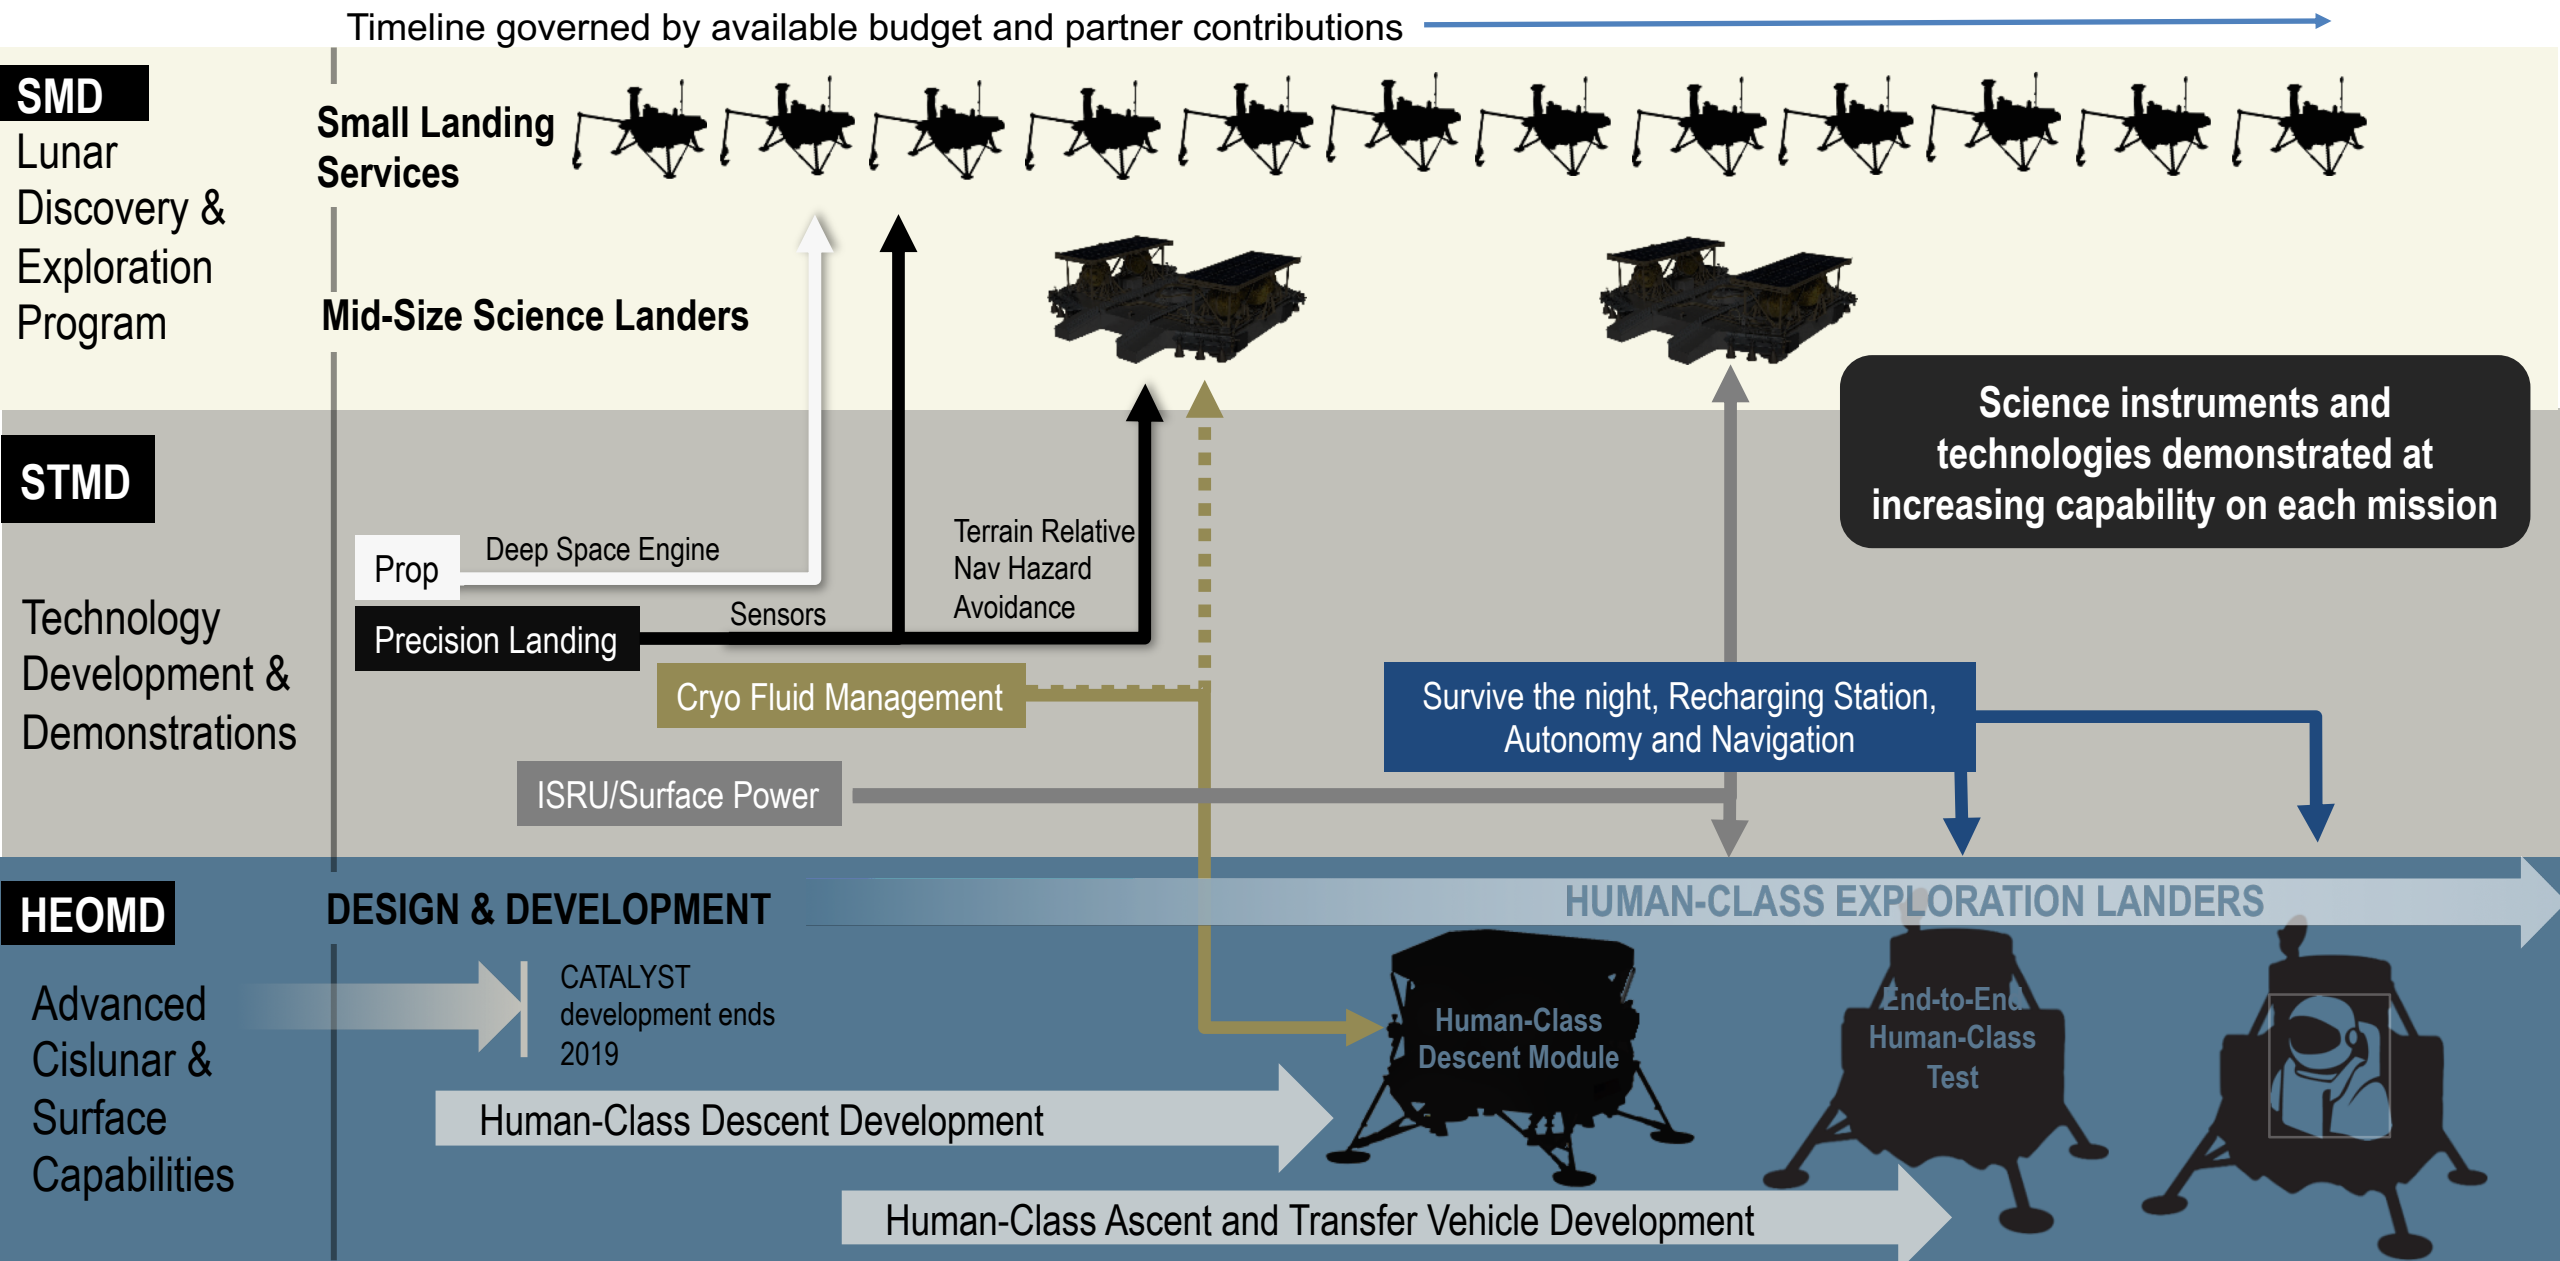 Timeline governed by available budget and partner contributions
SMD
Lunar
Discovery &
Exploration
Program
Small Landing
Services
Mid-Size Science Landers
Science instruments and
technologies demonstrated at
increasing capability on each mission
STMD
Technology
Development &
Demonstrations
Prop
Deep Space Engine
Precision Landing
Sensors
Terrain Relative
Nav Hazard
Avoidance
Cryo Fluid Management
Survive the night, Recharging Station,
Autonomy and Navigation
ISRU/Surface Power
HEOMD
Advanced
Cislunar &
Surface
Capabilities
DESIGN & DEVELOPMENT
HUMAN-CLASS EXPLORATION LANDERS
CATALYST
development ends
2019
Human-Class
Descent Module
End-to-End
Human-Class
Test
Human-Class Descent Development
Human-Class Ascent and Transfer Vehicle Development